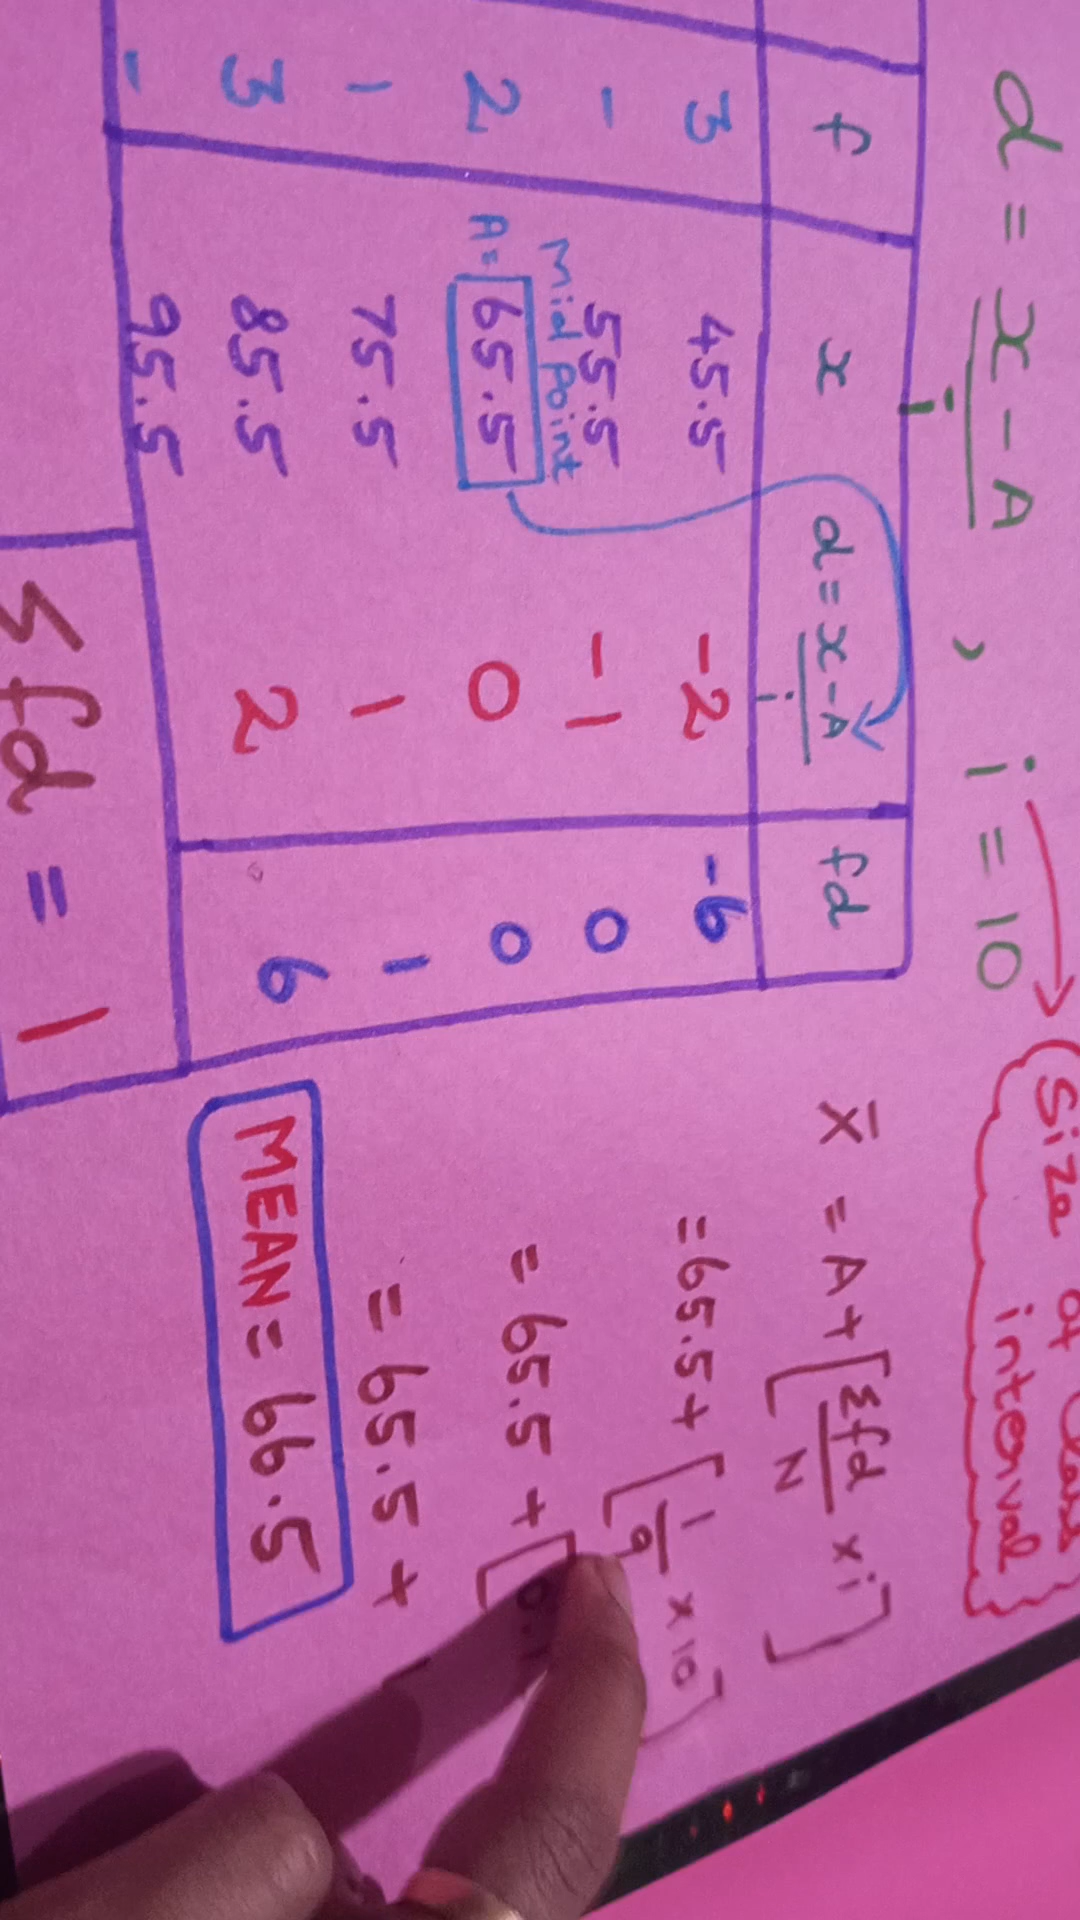 d = x - A / i , i = 10
Size of Class
interval
f x d = x - A / i fd
3 45.5 -2 -6
- 55.5 -1 0
Mid Point
2 A = 65.5 0 0
1 75.5 1 1
3 85.5 2 6
- 95.5
Σfd = 1
X̄ = A + [Σfd / N × i]
= 65.5 + [1 / 9 × 10]
= 65.5 + [
= 65.5 +
MEAN = 66.5